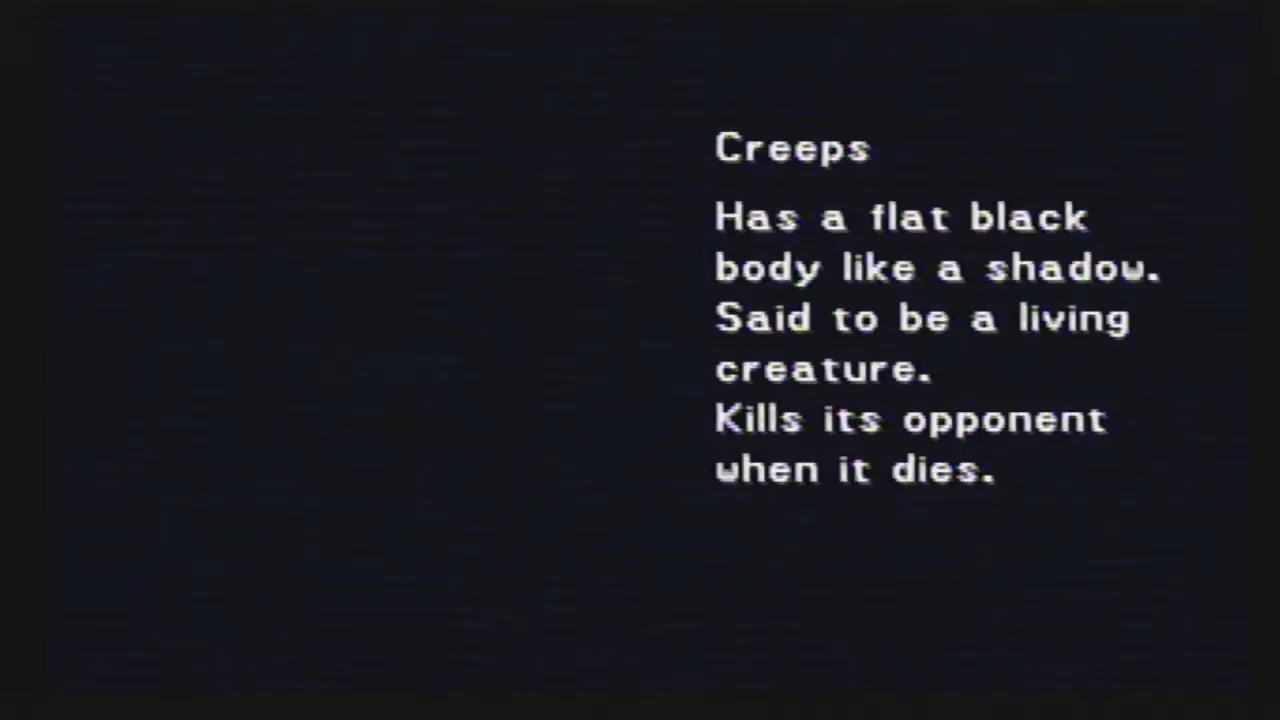 Creeps
Has a flat black
body like a shadow.
Said to be a living
creature.
Kills its opponent
when it dies.